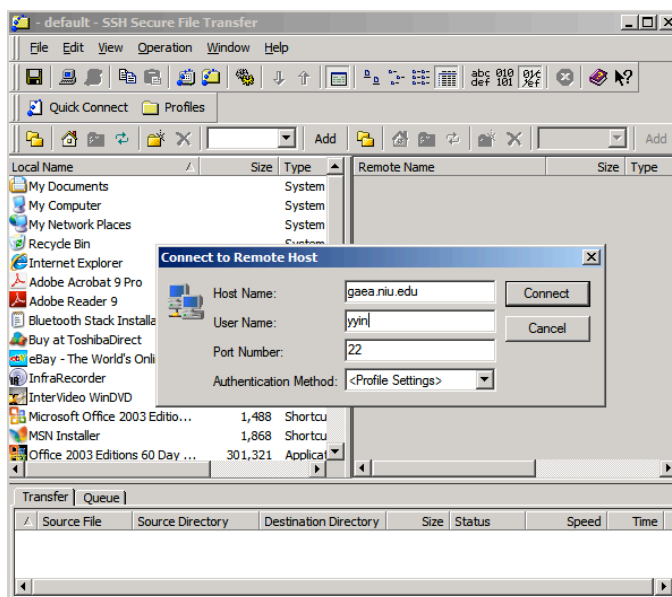 - default - SSH Secure File Transfer
File Edit View Operation Window Help
abc def 010 101
Quick Connect Profiles
Add Add
Local Name Size Type Remote Name Size Type
My Documents System
My Computer System
My Network Places System
Recycle Bin System
Internet Explorer
Adobe Acrobat 9 Pro
Adobe Reader 9
Bluetooth Stack Installa
Buy at ToshibaDirect
eBay - The World's Onli
InfraRecorder
InterVideo WinDVD
Microsoft Office 2003 Editio... 1,488 Shortcu
MSN Installer 1,868 Shortcu
Office 2003 Editions 60 Day ... 301,321 Applicat
Connect to Remote Host
Host Name: gaea.niu.edu Connect
User Name: yyin Cancel
Port Number: 22
Authentication Method: <Profile Settings>
Transfer Queue
Source File Source Directory Destination Directory Size Status Speed Time